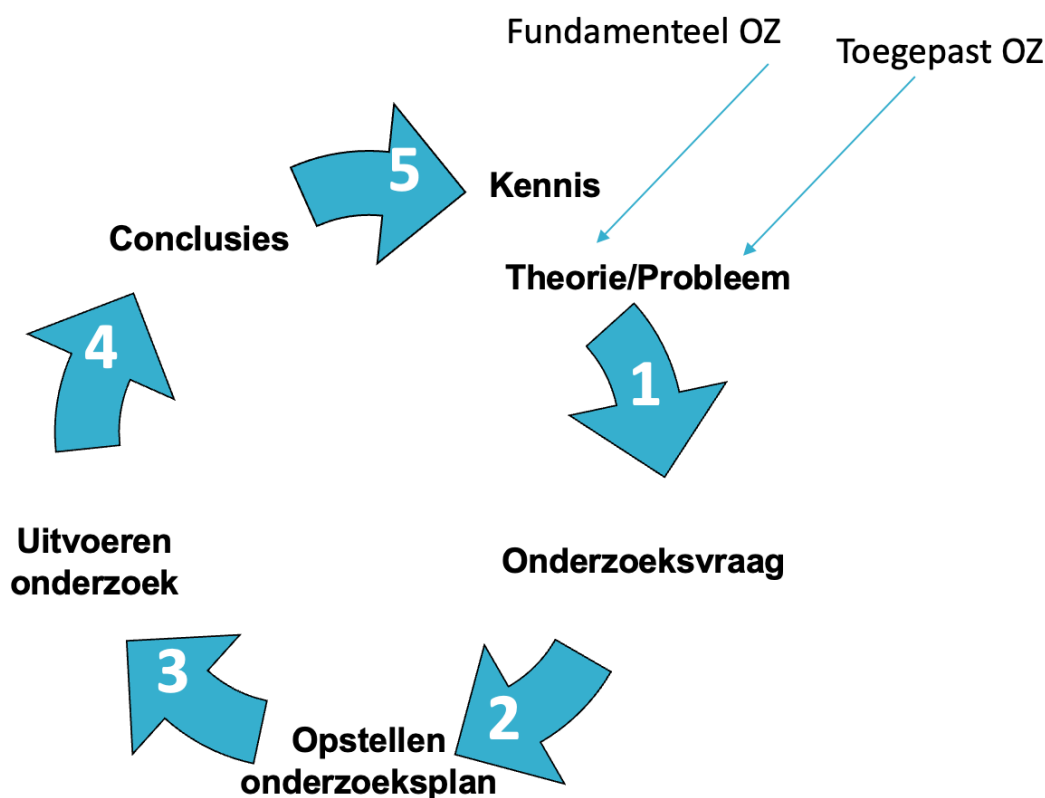 Fundamenteel OZ
Toegepast OZ
5
Kennis
Conclusies
Theorie/Probleem
4
1
Uitvoeren
onderzoek
Onderzoeksvraag
3
2
Opstellen
onderzoeksplan